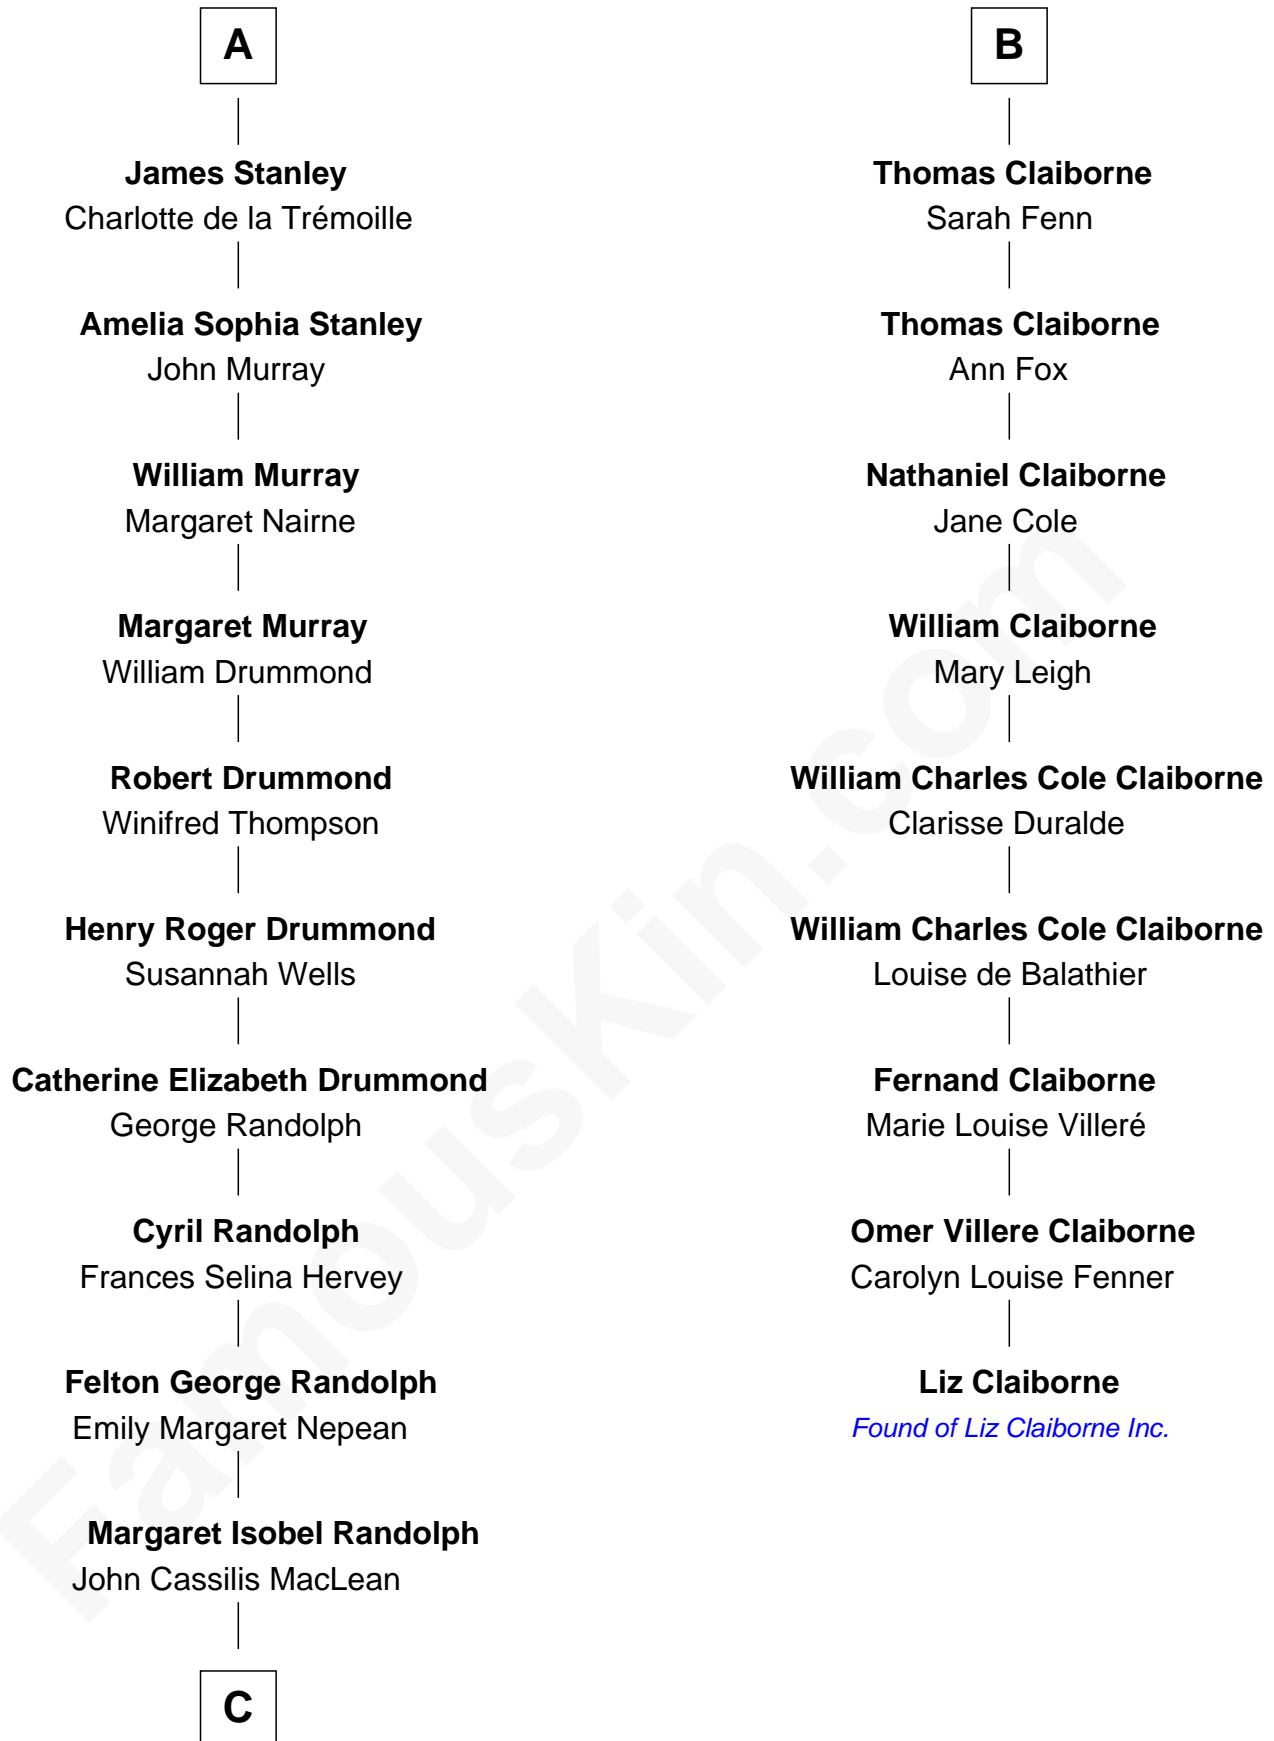 A
James Stanley
Charlotte de la Trémoille
Amelia Sophia Stanley
John Murray
William Murray
Margaret Nairne
Margaret Murray
William Drummond
Robert Drummond
Winifred Thompson
Henry Roger Drummond
Susannah Wells
Catherine Elizabeth Drummond
George Randolph
Cyril Randolph
Frances Selina Hervey
Felton George Randolph
Emily Margaret Nepean
Margaret Isobel Randolph
John Cassilis MacLean
C
B
Thomas Claiborne
Sarah Fenn
Thomas Claiborne
Ann Fox
Nathaniel Claiborne
Jane Cole
William Claiborne
Mary Leigh
William Charles Cole Claiborne
Clarisse Duralde
William Charles Cole Claiborne
Louise de Balathier
Fernand Claiborne
Marie Louise Villeré
Omer Villere Claiborne
Carolyn Louise Fenner
Liz Claiborne
Found of Liz Claiborne Inc.
FamousKin.com